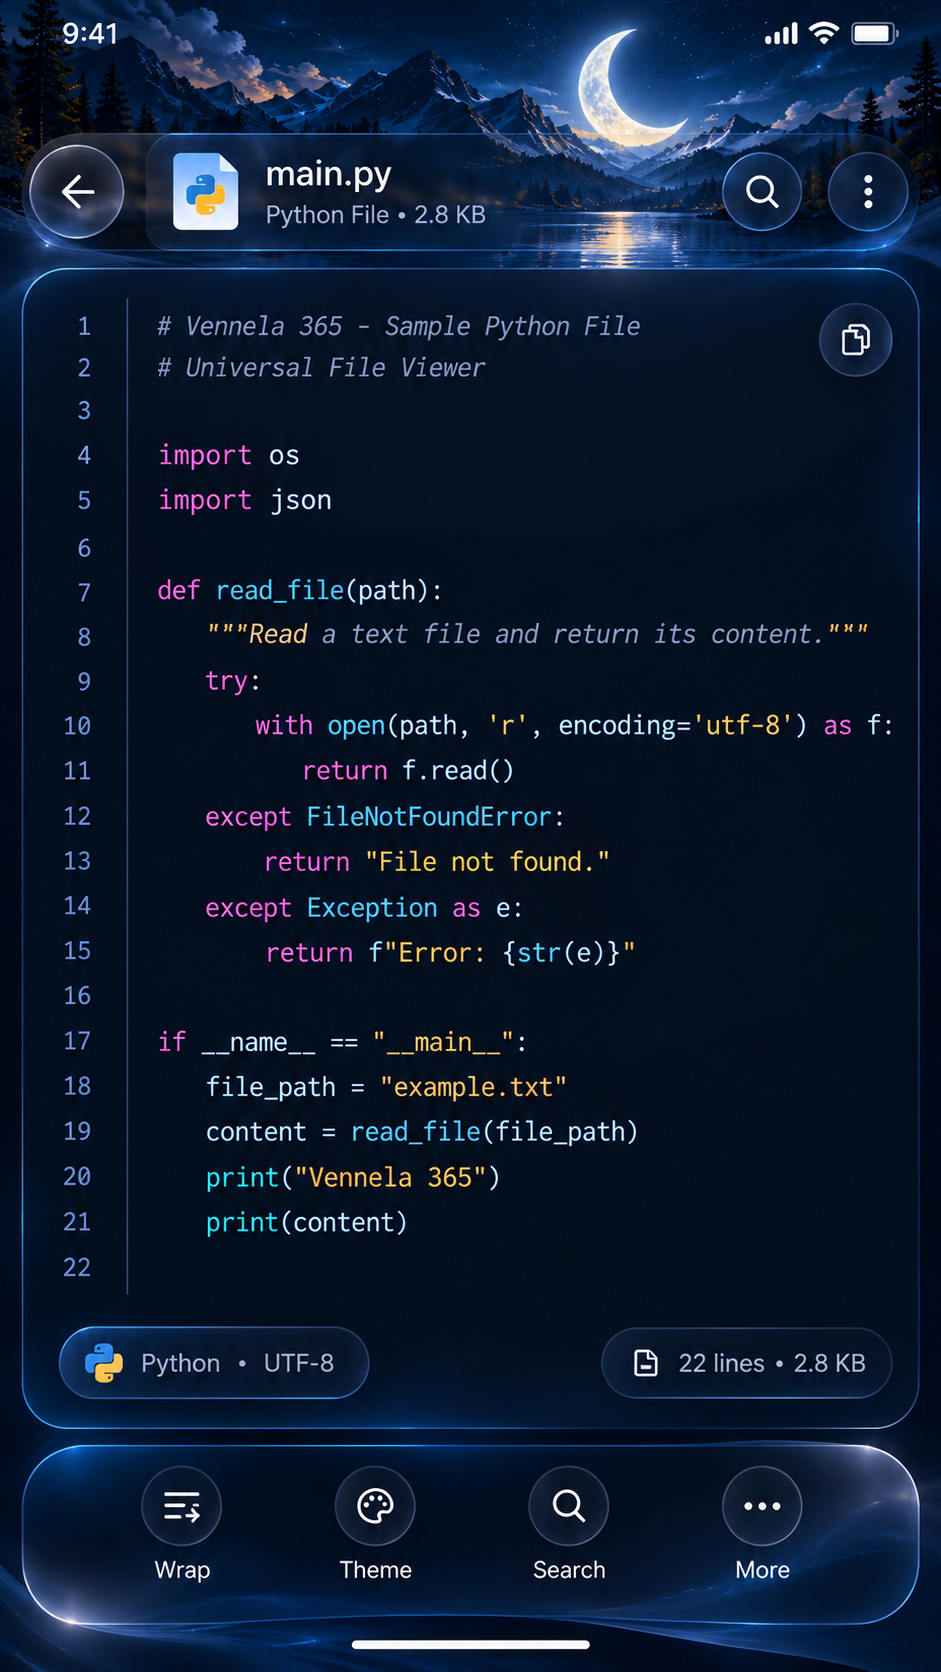 9:41
main.py
Python File • 2.8 KB
1 # Vennela 365 - Sample Python File
2 # Universal File Viewer
3
4 import os
5 import json
6
7 def read_file(path):
8     """Read a text file and return its content."""
9     try:
10         with open(path, 'r', encoding='utf-8') as f:
11             return f.read()
12     except FileNotFoundError:
13         return "File not found."
14     except Exception as e:
15         return f"Error: {str(e)}"
16
17 if __name__ == "__main__":
18     file_path = "example.txt"
19     content = read_file(file_path)
20     print("Vennela 365")
21     print(content)
22
Python • UTF-8
22 lines • 2.8 KB
Wrap
Theme
Search
More